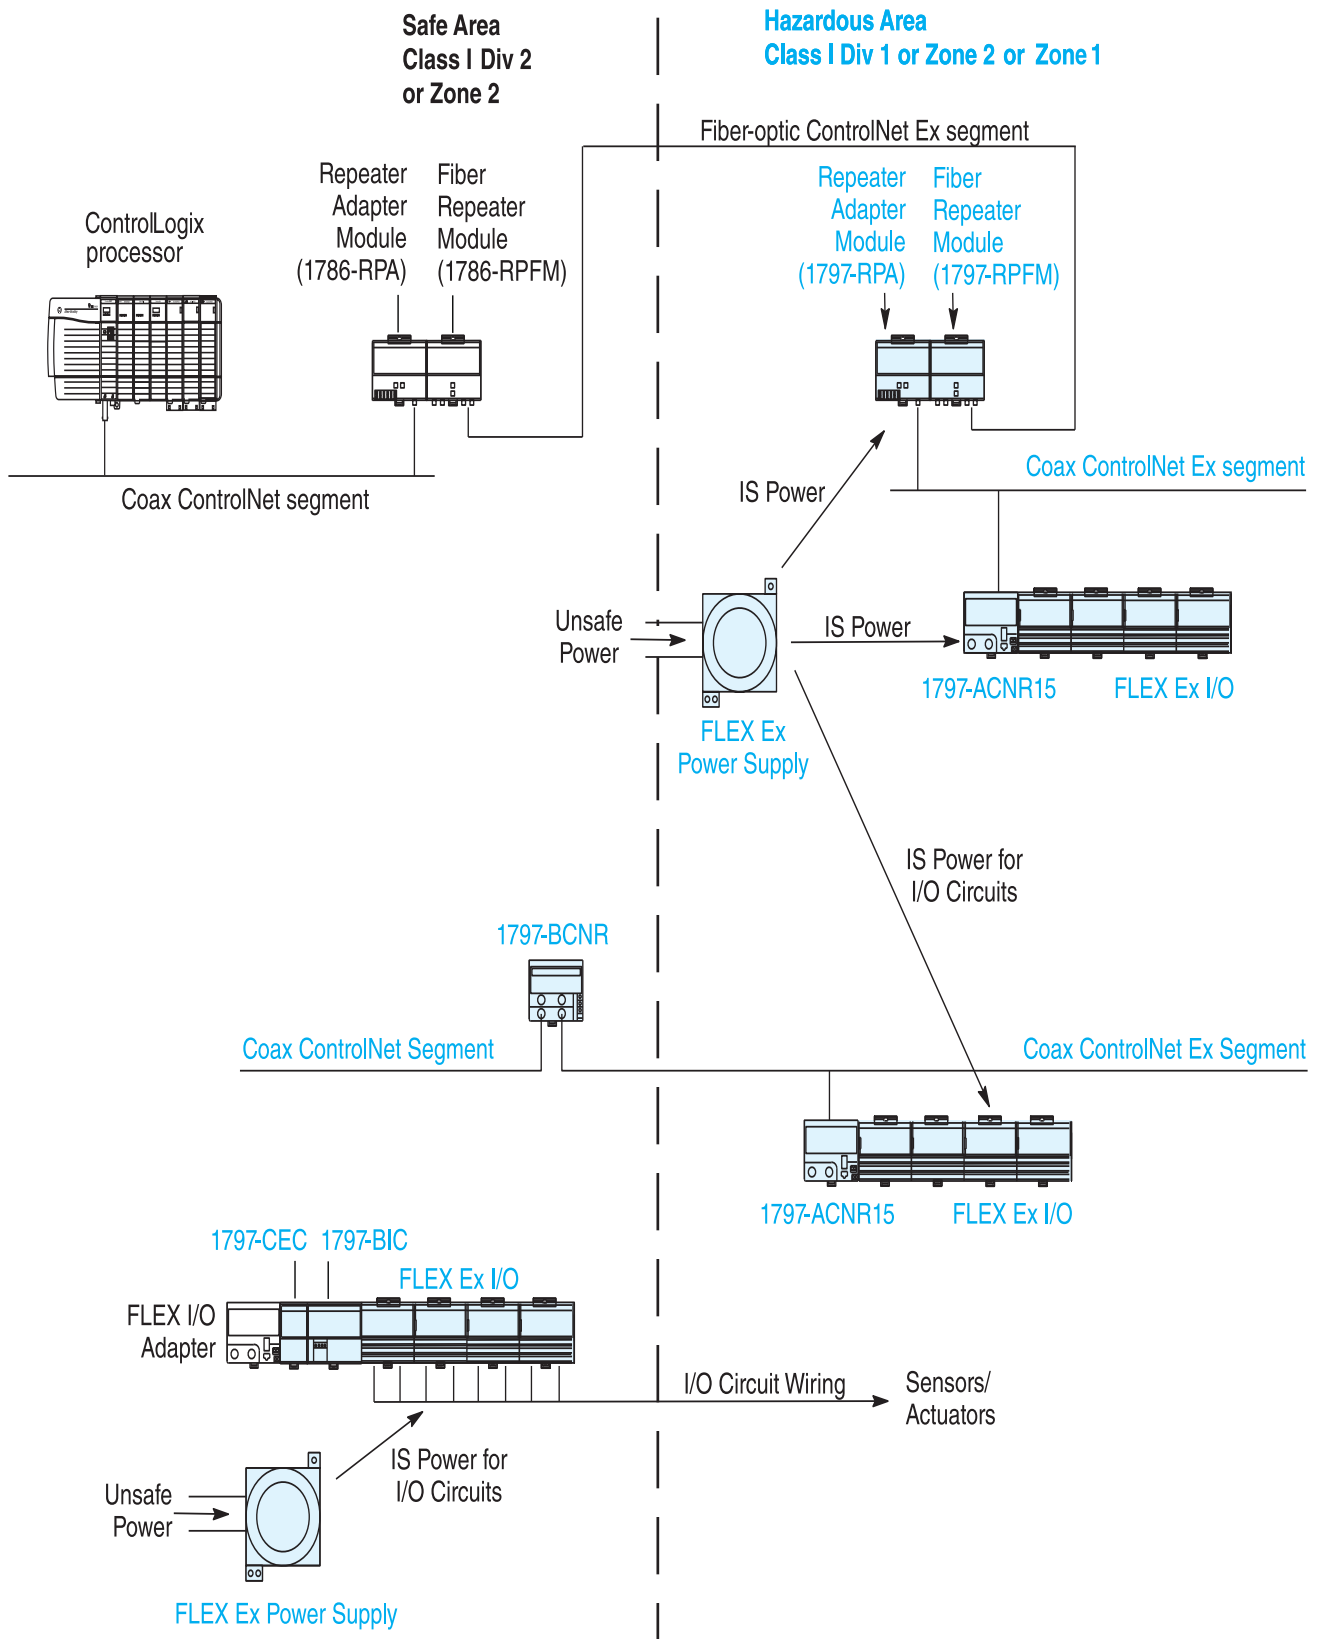 Safe Area
Class I Div 2
or Zone 2
Hazardous Area
Class I Div 1 or Zone 2 or Zone 1
Fiber-optic ControlNet Ex segment
Repeater
Adapter
Module
(1786-RPA)
Fiber
Repeater
Module
(1786-RPFM)
Repeater
Adapter
Module
(1797-RPA)
Fiber
Repeater
Module
(1797-RPFM)
ControlLogix
processor
Coax ControlNet segment
Coax ControlNet Ex segment
IS Power
Unsafe
Power
IS Power
1797-ACNR15
FLEX Ex I/O
FLEX Ex
Power Supply
IS Power for
I/O Circuits
1797-BCNR
Coax ControlNet Segment
Coax ControlNet Ex Segment
1797-ACNR15
FLEX Ex I/O
1797-CEC
1797-BIC
FLEX Ex I/O
FLEX I/O
Adapter
I/O Circuit Wiring
Sensors/
Actuators
IS Power for
I/O Circuits
Unsafe
Power
FLEX Ex Power Supply